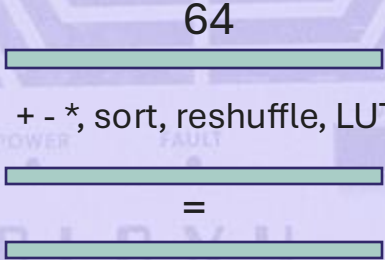 64
+ - *, sort, reshuffle, LUT
POWER FAULT
=